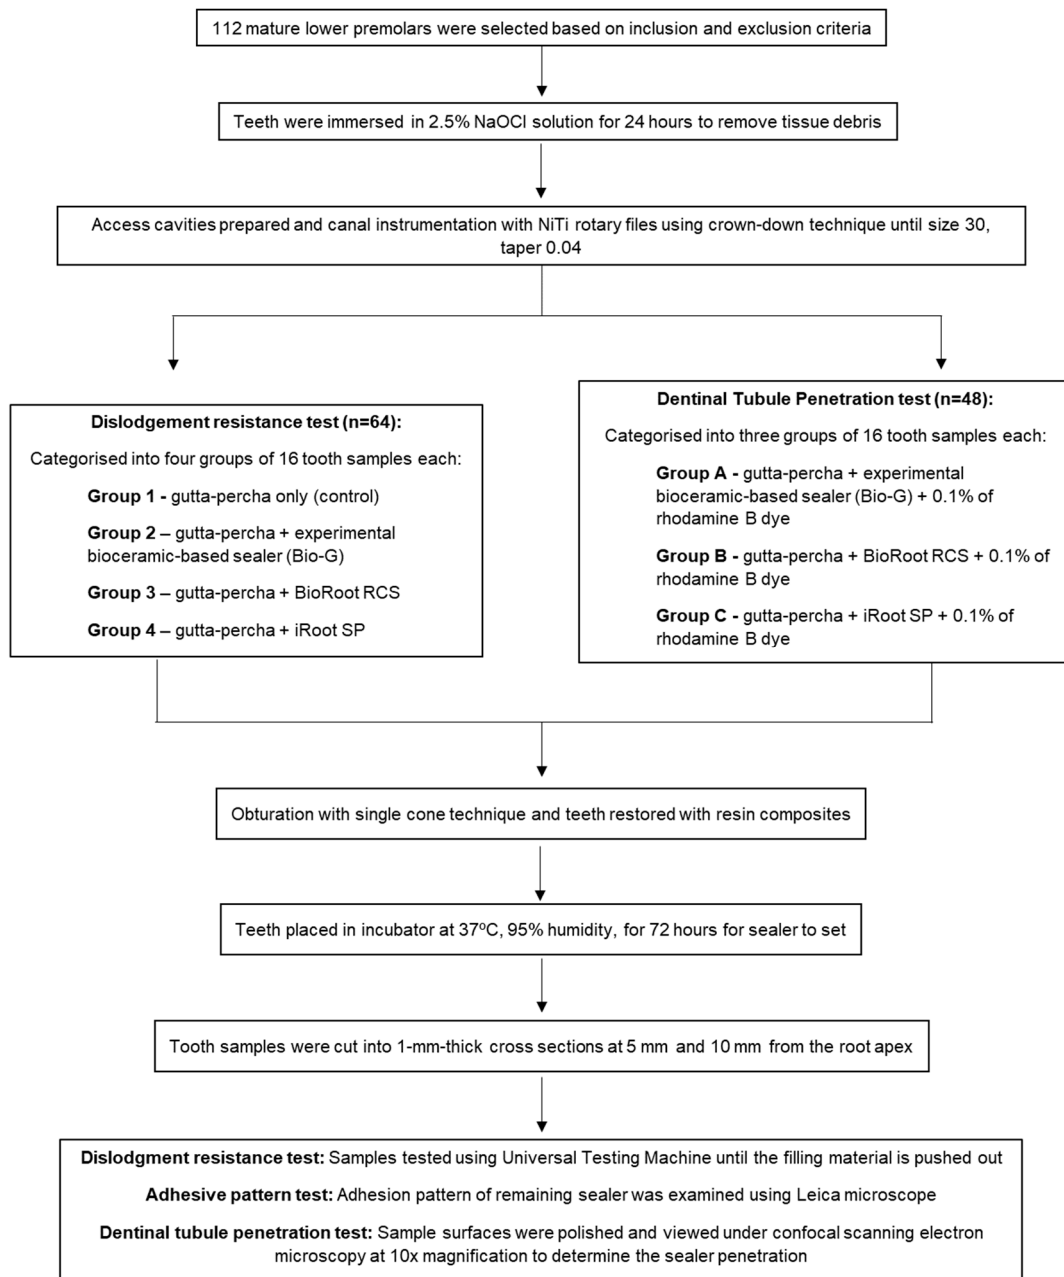 112 mature lower premolars were selected based on inclusion and exclusion criteria
Teeth were immersed in 2.5% NaOCl solution for 24 hours to remove tissue debris
Access cavities prepared and canal instrumentation with NiTi rotary files using crown-down technique until size 30,
taper 0.04
Dislodgement resistance test (n=64):
Categorised into four groups of 16 tooth samples each:
Group 1 - gutta-percha only (control)
Group 2 – gutta-percha + experimental
bioceramic-based sealer (Bio-G)
Group 3 – gutta-percha + BioRoot RCS
Group 4 – gutta-percha + iRoot SP
Dentinal Tubule Penetration test (n=48):
Categorised into three groups of 16 tooth samples each:
Group A - gutta-percha + experimental
bioceramic-based sealer (Bio-G) + 0.1% of
rhodamine B dye
Group B - gutta-percha + BioRoot RCS + 0.1% of
rhodamine B dye
Group C - gutta-percha + iRoot SP + 0.1% of
rhodamine B dye
Obturation with single cone technique and teeth restored with resin composites
Teeth placed in incubator at 37ºC, 95% humidity, for 72 hours for sealer to set
Tooth samples were cut into 1-mm-thick cross sections at 5 mm and 10 mm from the root apex
Dislodgment resistance test: Samples tested using Universal Testing Machine until the filling material is pushed out
Adhesive pattern test: Adhesion pattern of remaining sealer was examined using Leica microscope
Dentinal tubule penetration test: Sample surfaces were polished and viewed under confocal scanning electron
microscopy at 10x magnification to determine the sealer penetration